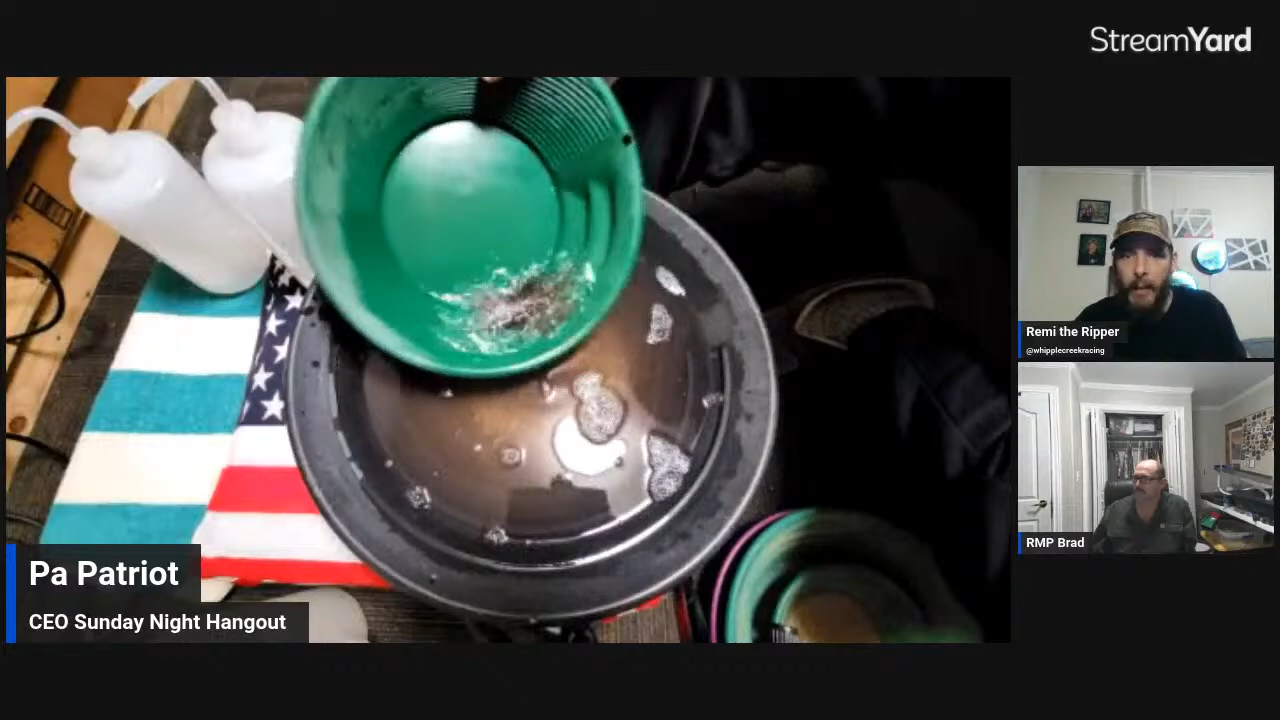 StreamYard
Remi the Ripper
@whipplecreekracing
RMP Brad
Pa Patriot
CEO Sunday Night Hangout